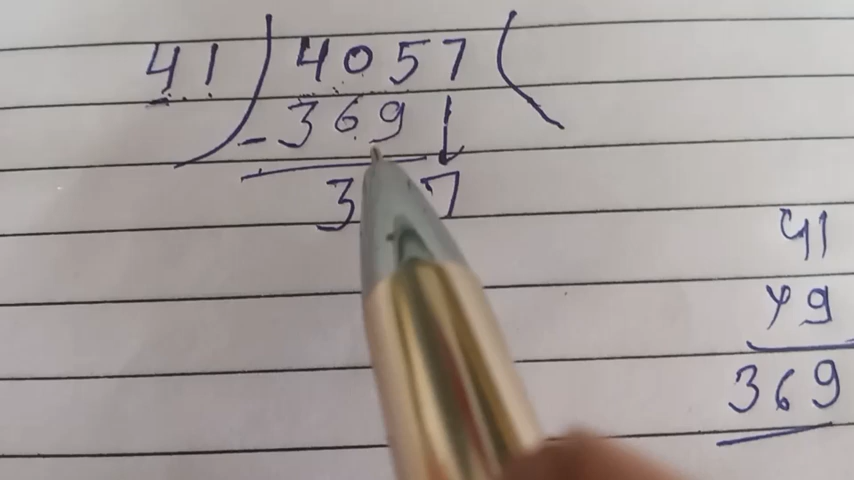 41 ) 4057 (
- 369 ↓
3 7
41
×9
369